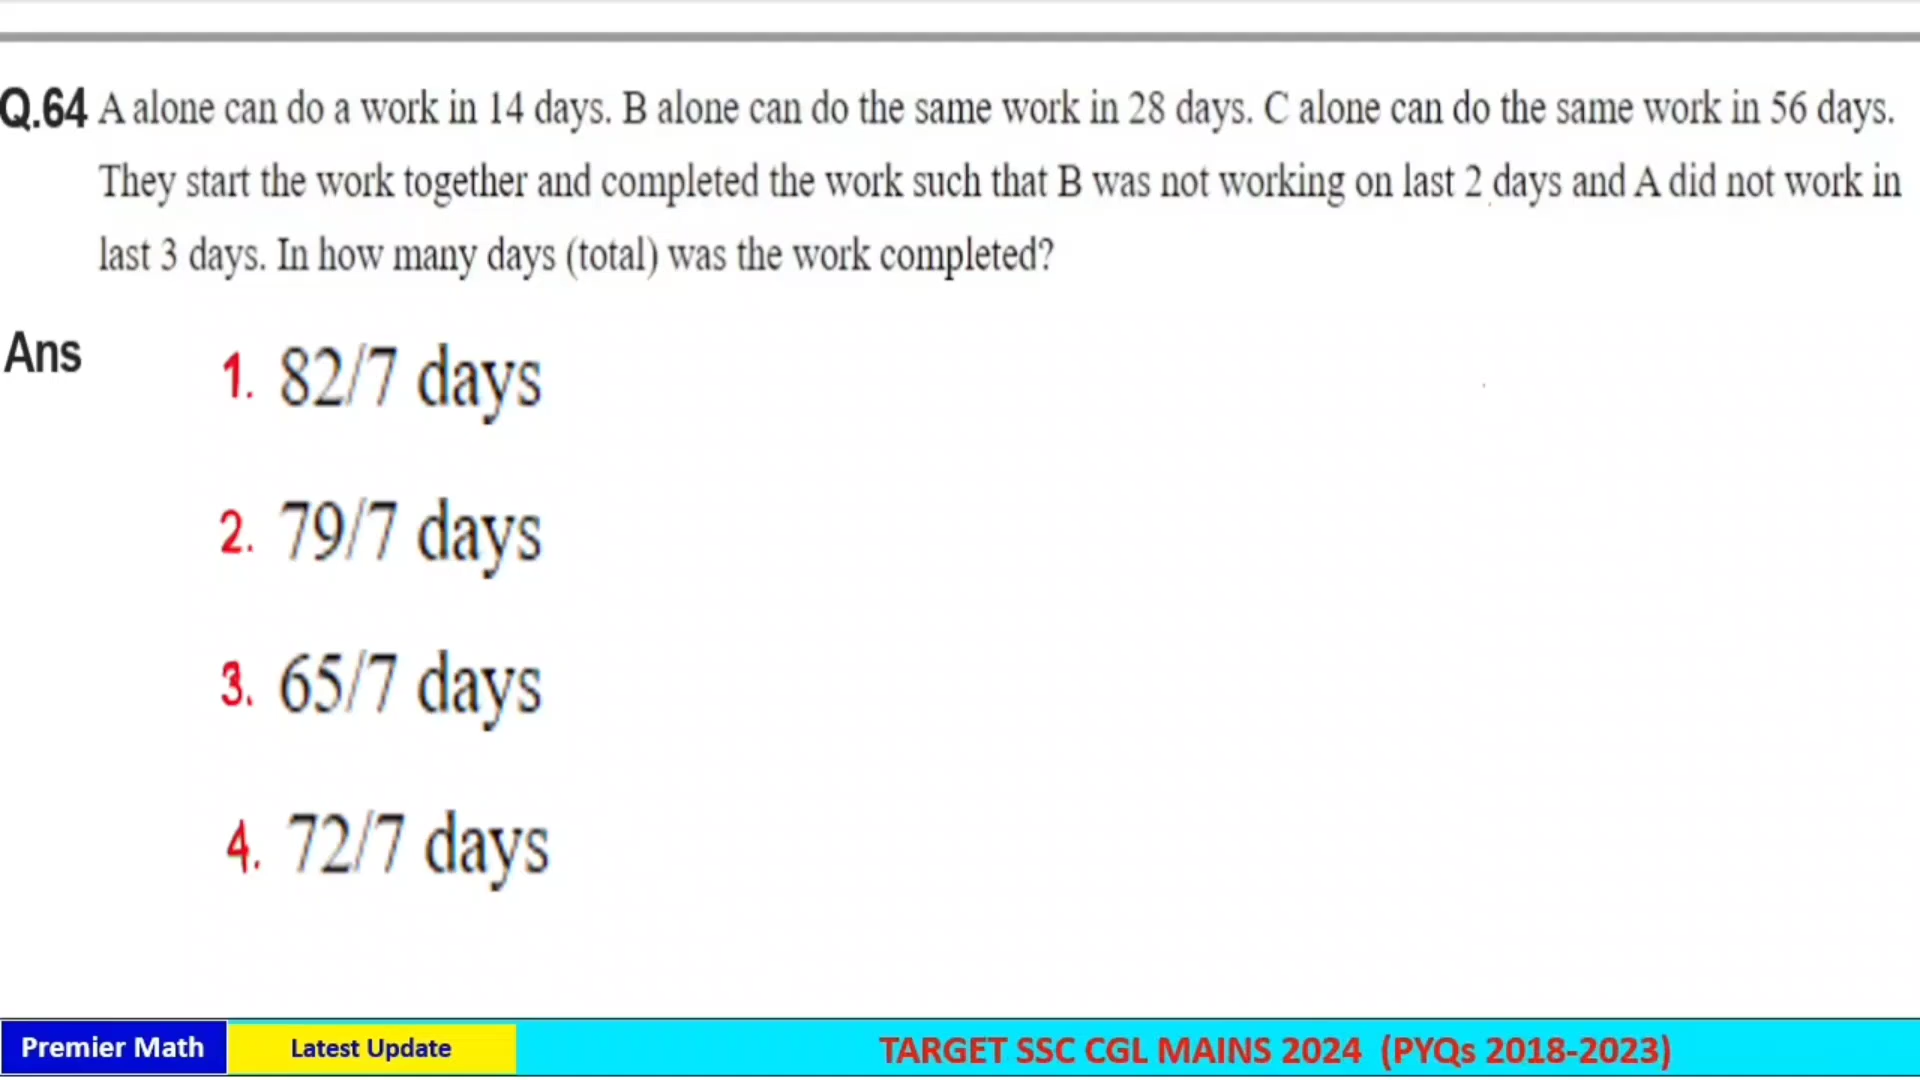 Q.64 A alone can do a work in 14 days. B alone can do the same work in 28 days. C alone can do the same work in 56 days.
They start the work together and completed the work such that B was not working on last 2 days and A did not work in
last 3 days. In how many days (total) was the work completed?
Ans
1. 82/7 days
2. 79/7 days
3. 65/7 days
4. 72/7 days
Premier Math Latest Update TARGET SSC CGL MAINS 2024 (PYQs 2018-2023)